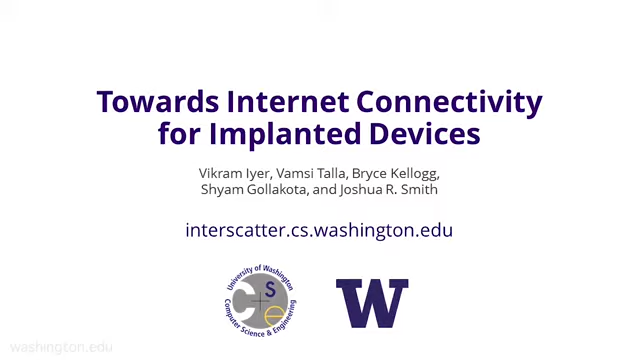 Towards Internet Connectivity
for Implanted Devices
Vikram Iyer, Vamsi Talla, Bryce Kellogg,
Shyam Gollakota, and Joshua R. Smith
interscatter.cs.washington.edu
University of Washington
CSe
Computer Science & Engineering
W
washington.edu